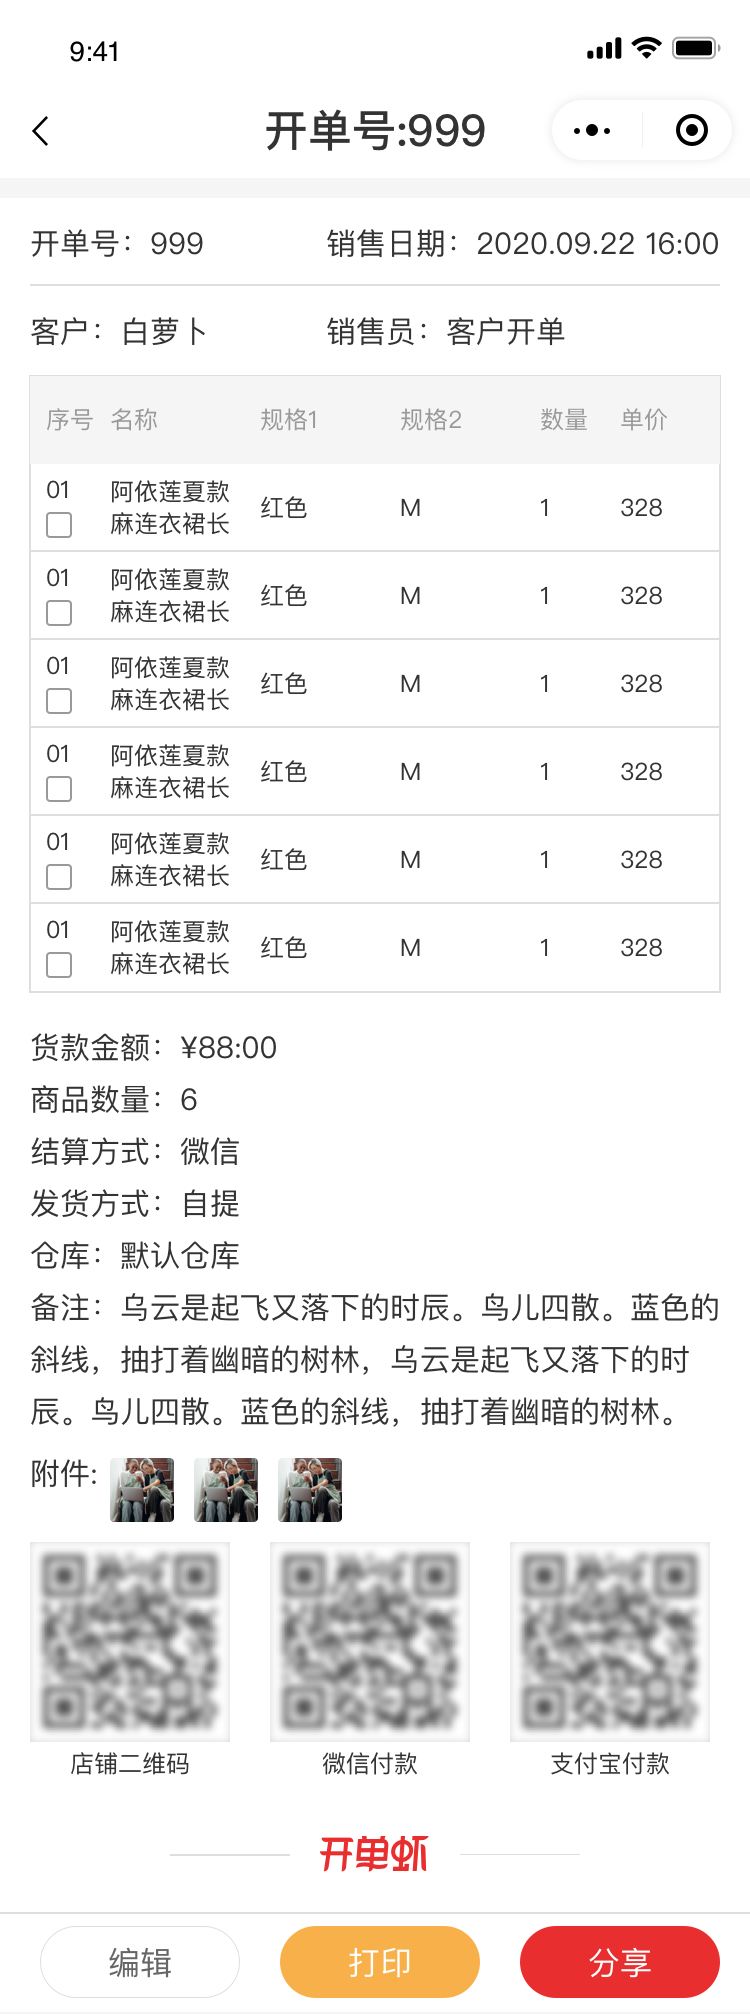 9:41
开单号:999
开单号：999 销售日期：2020.09.22 16:00
客户：白萝卜 销售员：客户开单
序号 名称 规格1 规格2 数量 单价
01 阿依莲夏款 红色 M 1 328
麻连衣裙长
01 阿依莲夏款 红色 M 1 328
麻连衣裙长
01 阿依莲夏款 红色 M 1 328
麻连衣裙长
01 阿依莲夏款 红色 M 1 328
麻连衣裙长
01 阿依莲夏款 红色 M 1 328
麻连衣裙长
01 阿依莲夏款 红色 M 1 328
麻连衣裙长
货款金额：¥88:00
商品数量：6
结算方式：微信
发货方式：自提
仓库：默认仓库
备注：乌云是起飞又落下的时辰。鸟儿四散。蓝色的
斜线，抽打着幽暗的树林，乌云是起飞又落下的时
辰。鸟儿四散。蓝色的斜线，抽打着幽暗的树林。
附件:
店铺二维码 微信付款 支付宝付款
开单虾
编辑 打印 分享